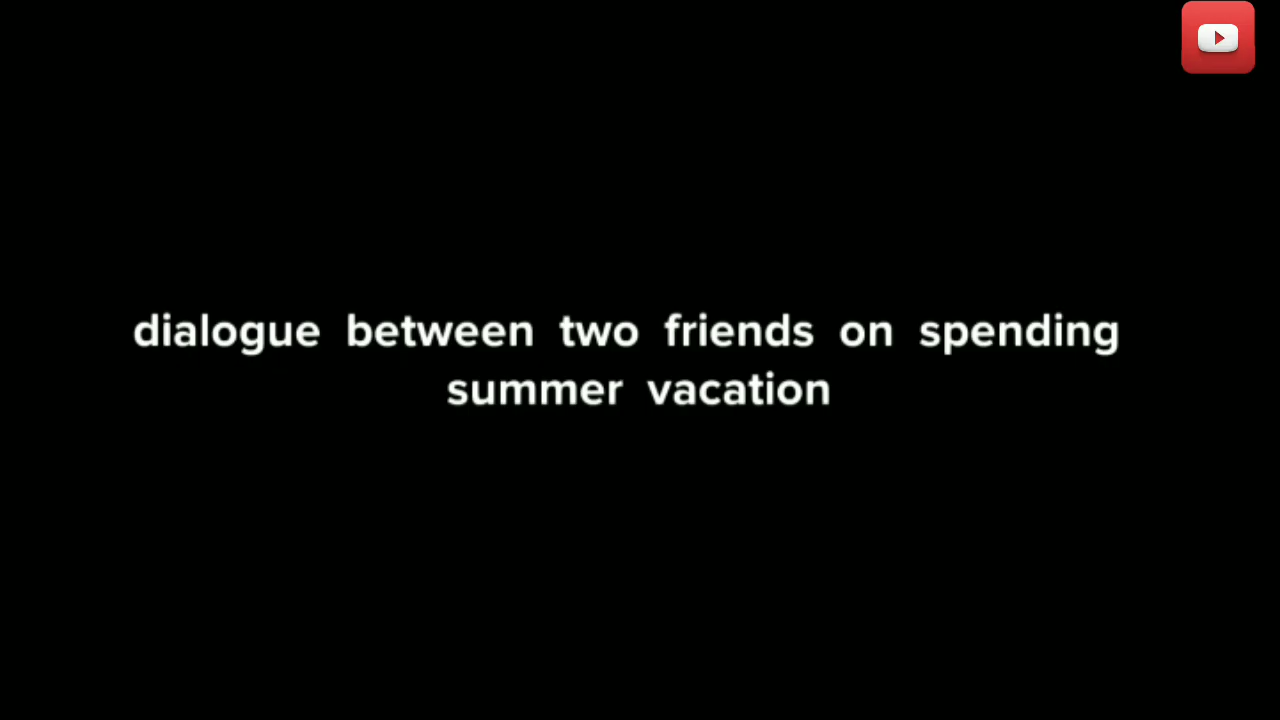 dialogue between two friends on spending
summer vacation